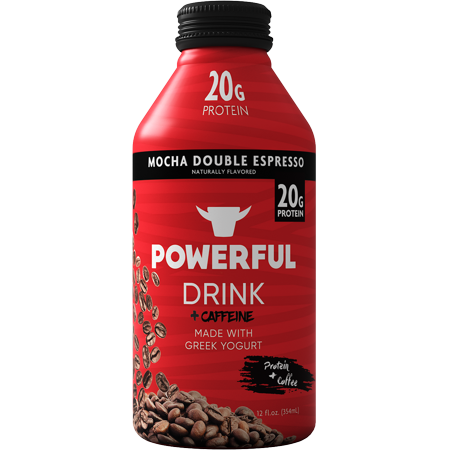 20G
PROTEIN
MOCHA DOUBLE ESPRESSO
NATURALLY FLAVORED
20G
PROTEIN
POWERFUL
DRINK
+ CAFFEINE
MADE WITH
GREEK YOGURT
Protein
+
Coffee
12 fl.oz. (354mL)